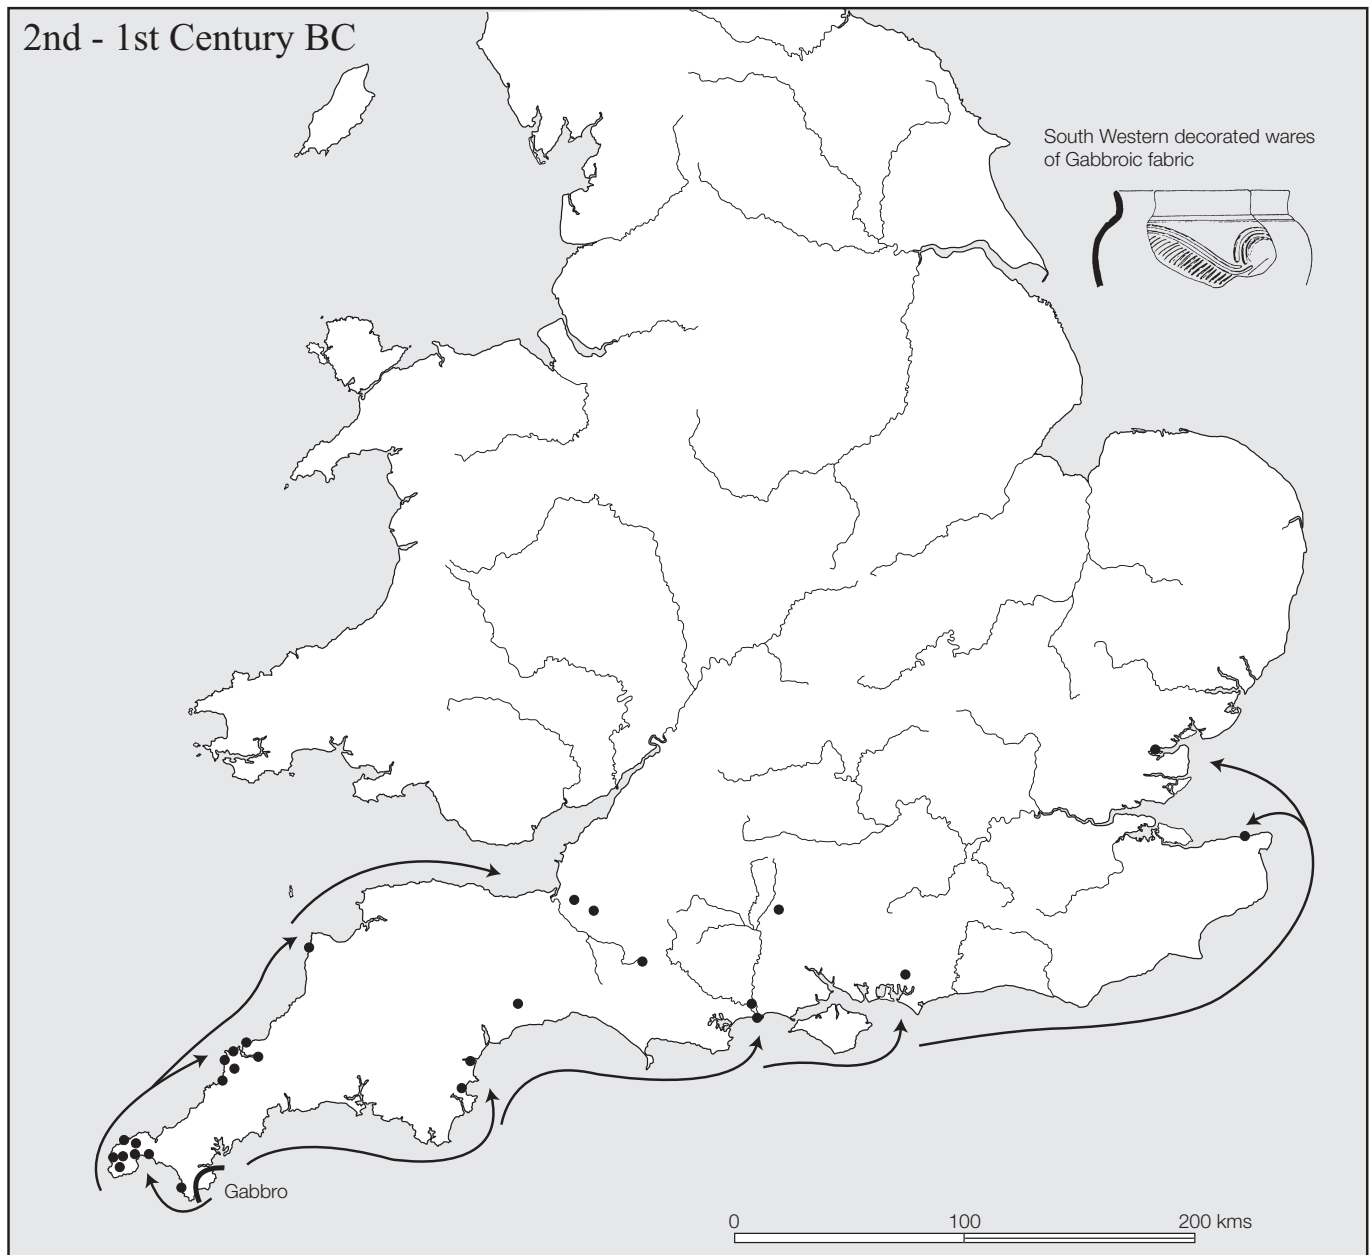 2nd - 1st Century BC
South Western decorated wares
of Gabbroic fabric
Gabbro
0 100 200 kms